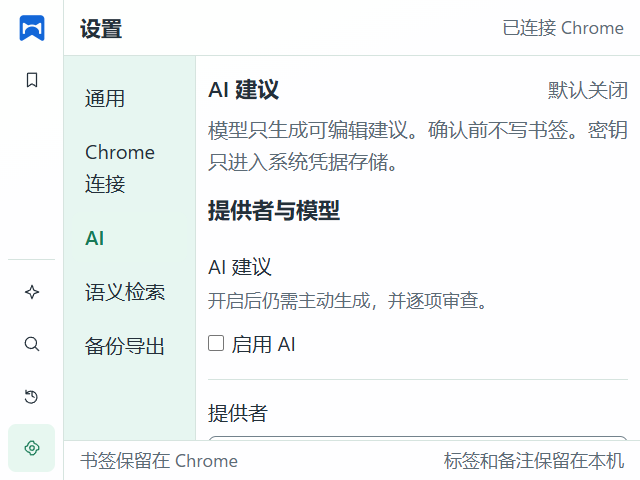 设置
已连接 Chrome
通用
Chrome
连接
AI
语义检索
备份导出
AI 建议
默认关闭
模型只生成可编辑建议。确认前不写书签。密钥
只进入系统凭据存储。
提供者与模型
AI 建议
开启后仍需主动生成，并逐项审查。
启用 AI
提供者
书签保留在 Chrome
标签和备注保留在本机